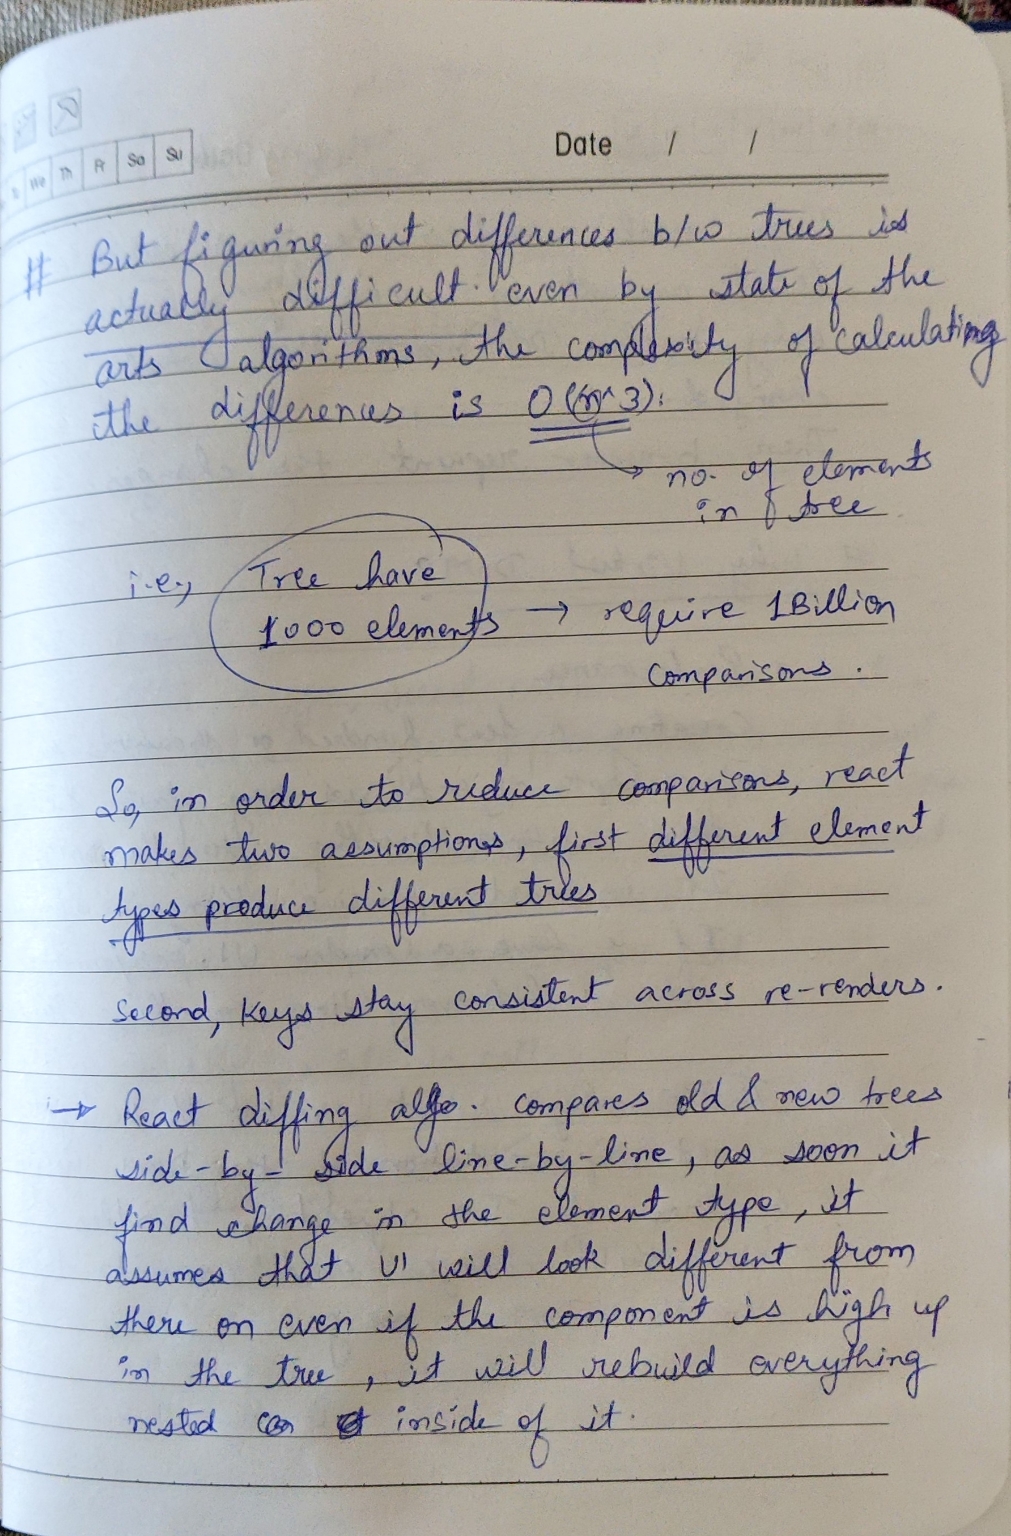 Date / /
We Th Fr Sa Su
# But figuring out differences b/w trees is
actually difficult. even by state of the
arts algorithms, the complexity of calculating
the differences is O(n^3).
no. of elements
in tree
i.e., Tree have
1000 elements → require 1 Billion
comparisons.
So, in order to reduce comparisons, react
makes two assumptions, first different element
types produce different trees
Second, Keys stay consistent across re-renders.
→ React diffing algo. compares old & new trees
side-by-side line-by-line, as soon it
find change in the element type, it
assumes that UI will look different from
there on even if the component is high up
in the tree, it will rebuild everything
nested inside of it.